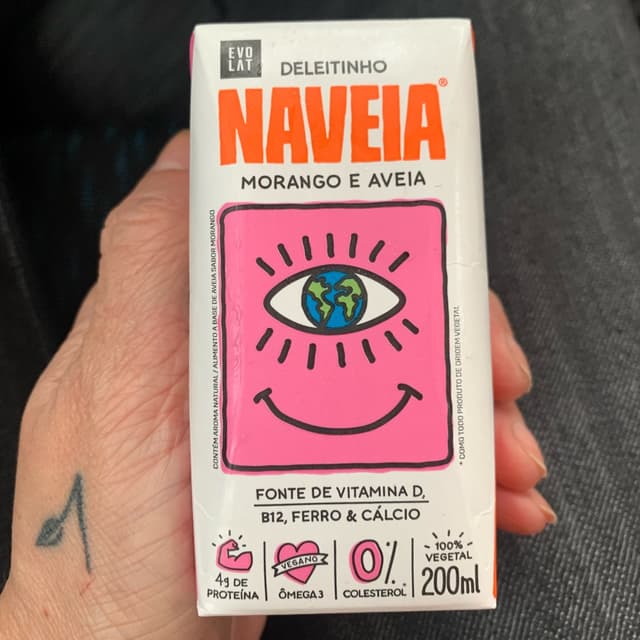 EVO
LAT
DELEITINHO
NAVEIA®
MORANGO E AVEIA
CONTÉM AROMA NATURAL / ALIMENTO A BASE DE AVEIA SABOR MORANGO
* COMO TODO PRODUTO DE ORIGEM VEGETAL
FONTE DE VITAMINA D,
B12, FERRO & CÁLCIO
4g DE
PROTEÍNA
VEGANO
ÔMEGA 3
0%
COLESTEROL*
100%
VEGETAL
200ml